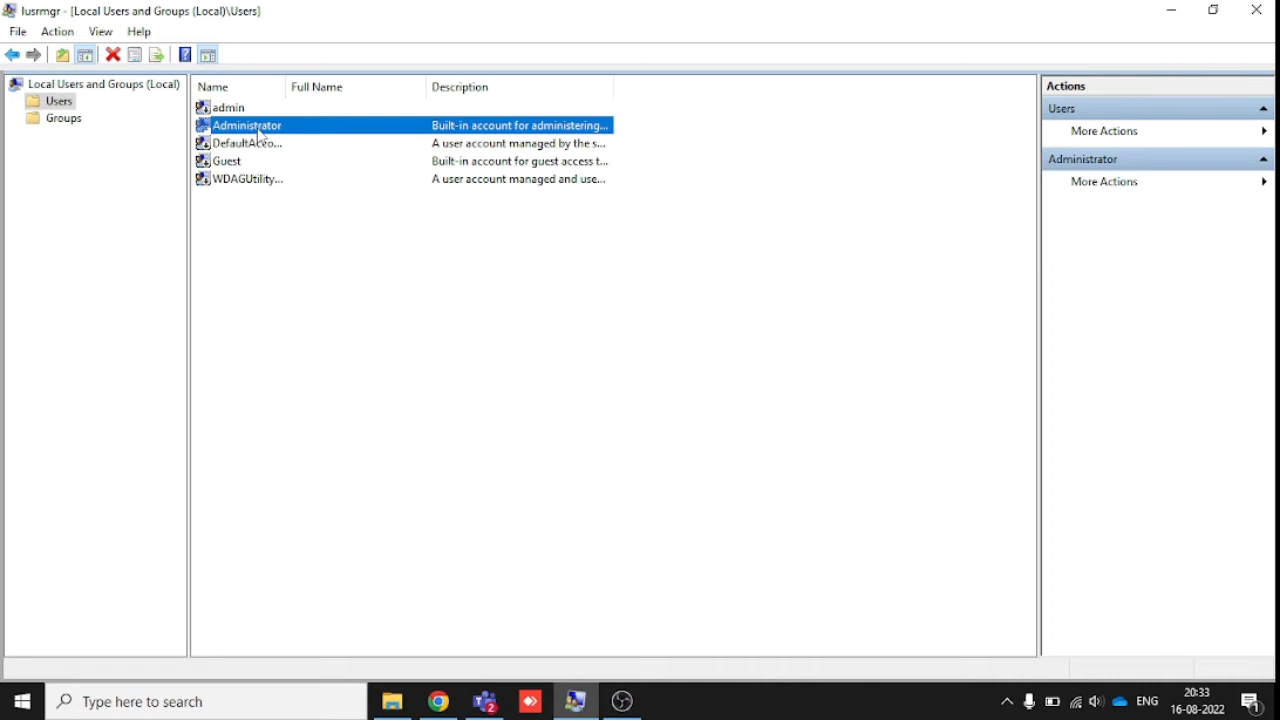 lusrmgr - [Local Users and Groups (Local)\Users]
File Action View Help
Local Users and Groups (Local)
Users
Groups
Name Full Name Description
admin
Administrator Built-in account for administering...
DefaultAcco... A user account managed by the s...
Guest Built-in account for guest access t...
WDAGUtility... A user account managed and use...
Actions
Users
More Actions
Administrator
More Actions
Type here to search
2
ENG
20:33
16-08-2022
1